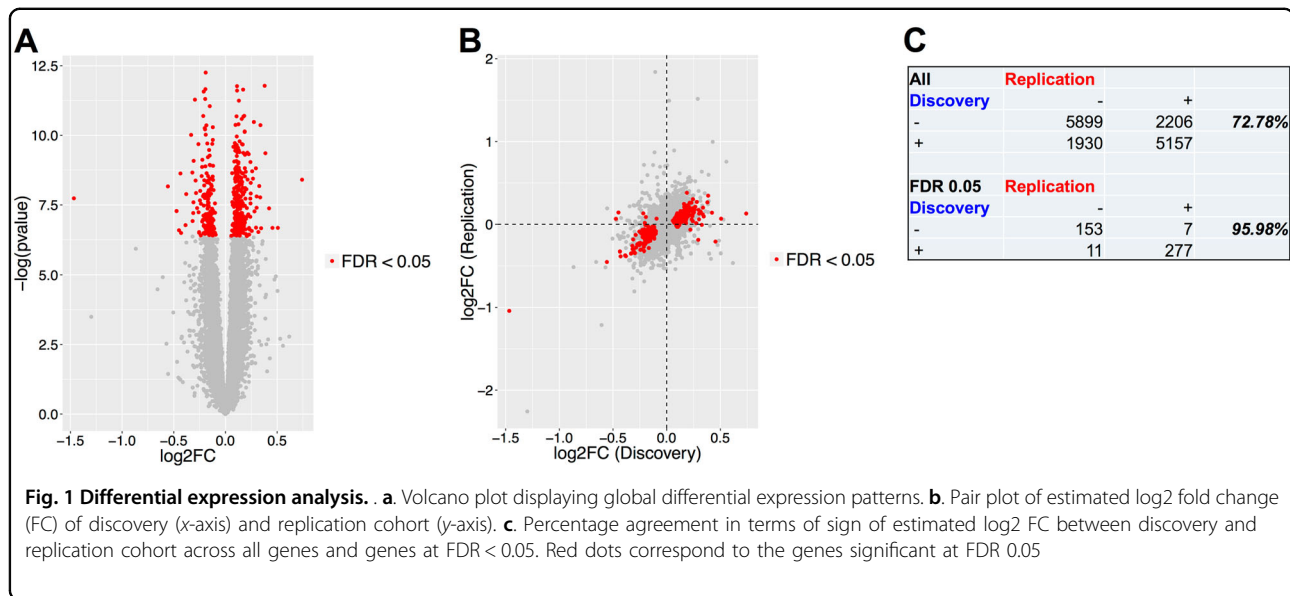 A
12.5
10.0
7.5
5.0
2.5
0.0
−log(pvalue)
−1.5 −1.0 −0.5 0.0 0.5
log2FC
FDR < 0.05
B
2
1
0
−1
−2
log2FC (Replication)
−1.5 −1.0 −0.5 0.0 0.5
log2FC (Discovery)
FDR < 0.05
C
All Replication
Discovery - +
- 5899 2206 72.78%
+ 1930 5157
FDR 0.05 Replication
Discovery - +
- 153 7 95.98%
+ 11 277
Fig. 1 Differential expression analysis. . a. Volcano plot displaying global differential expression patterns. b. Pair plot of estimated log2 fold change
(FC) of discovery (x-axis) and replication cohort (y-axis). c. Percentage agreement in terms of sign of estimated log2 FC between discovery and
replication cohort across all genes and genes at FDR < 0.05. Red dots correspond to the genes significant at FDR 0.05